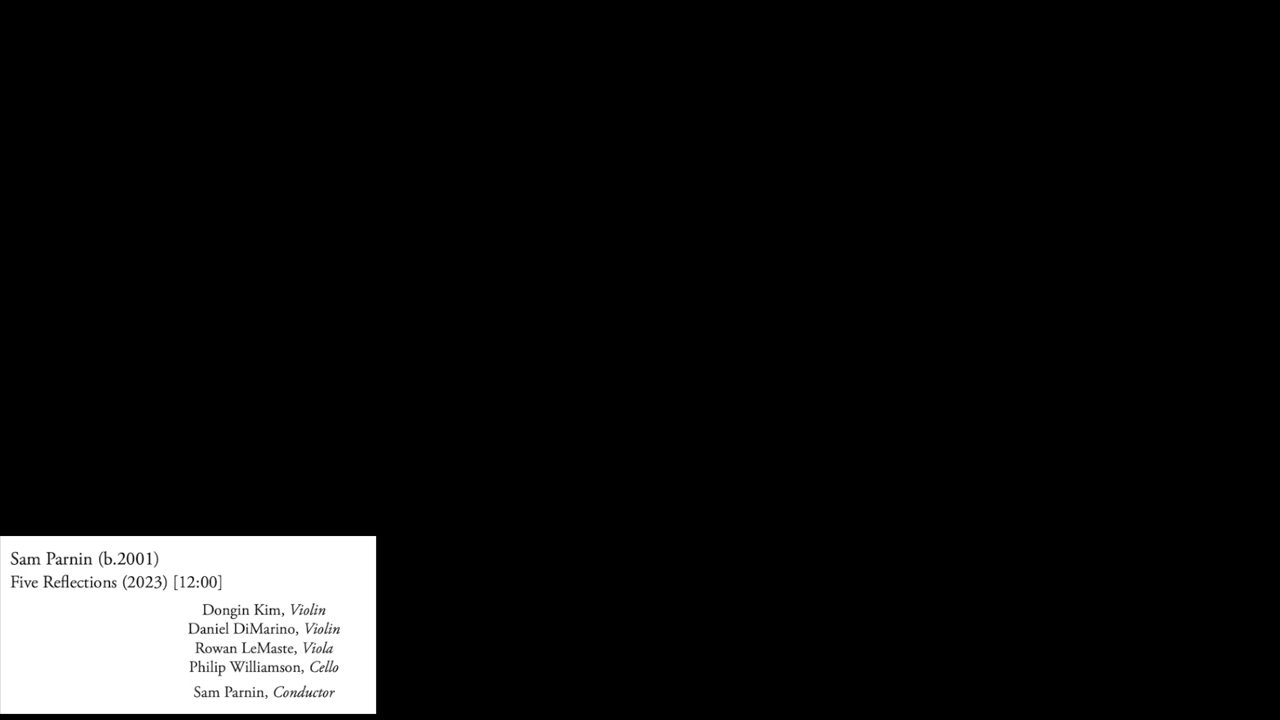 Sam Parnin (b.2001)
Five Reflections (2023) [12:00]
Dongin Kim, Violin
Daniel DiMarino, Violin
Rowan LeMaste, Viola
Philip Williamson, Cello
Sam Parnin, Conductor